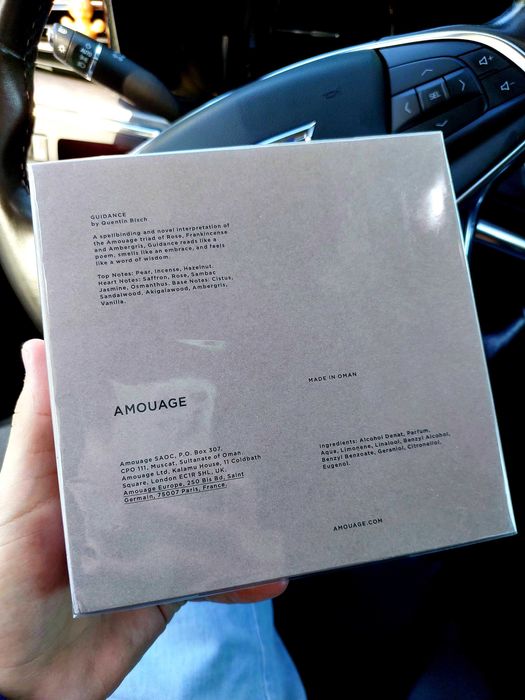 GUIDANCE
by Quentin Bisch
A spellbinding and novel interpretation of
the Amouage triad of Rose, Frankincense
and Ambergris, Guidance reads like a
poem, smells like an embrace, and feels
like a word of wisdom.
Top Notes: Pear, Incense, Hazelnut.
Heart Notes: Saffron, Rose, Sambac
Jasmine, Osmanthus. Base Notes: Cistus,
Sandalwood, Akigalawood, Ambergris,
Vanilla.
MADE IN OMAN
AMOUAGE
Amouage SAOC, P.O. Box 307,
CPO 111, Muscat, Sultanate of Oman
Amouage Ltd, Kalamu House, 11 Coldbath
Square, London EC1R 5HL, UK.
Amouage Europe, 250 Bis Bd, Saint
Germain, 75007 Paris, France.
Ingredients: Alcohol Denat, Parfum,
Aqua, Limonene, Linalool, Benzyl Alcohol,
Benzyl Benzoate, Geraniol, Citronellol,
Eugenol.
AMOUAGE.COM
SEL
AUTO